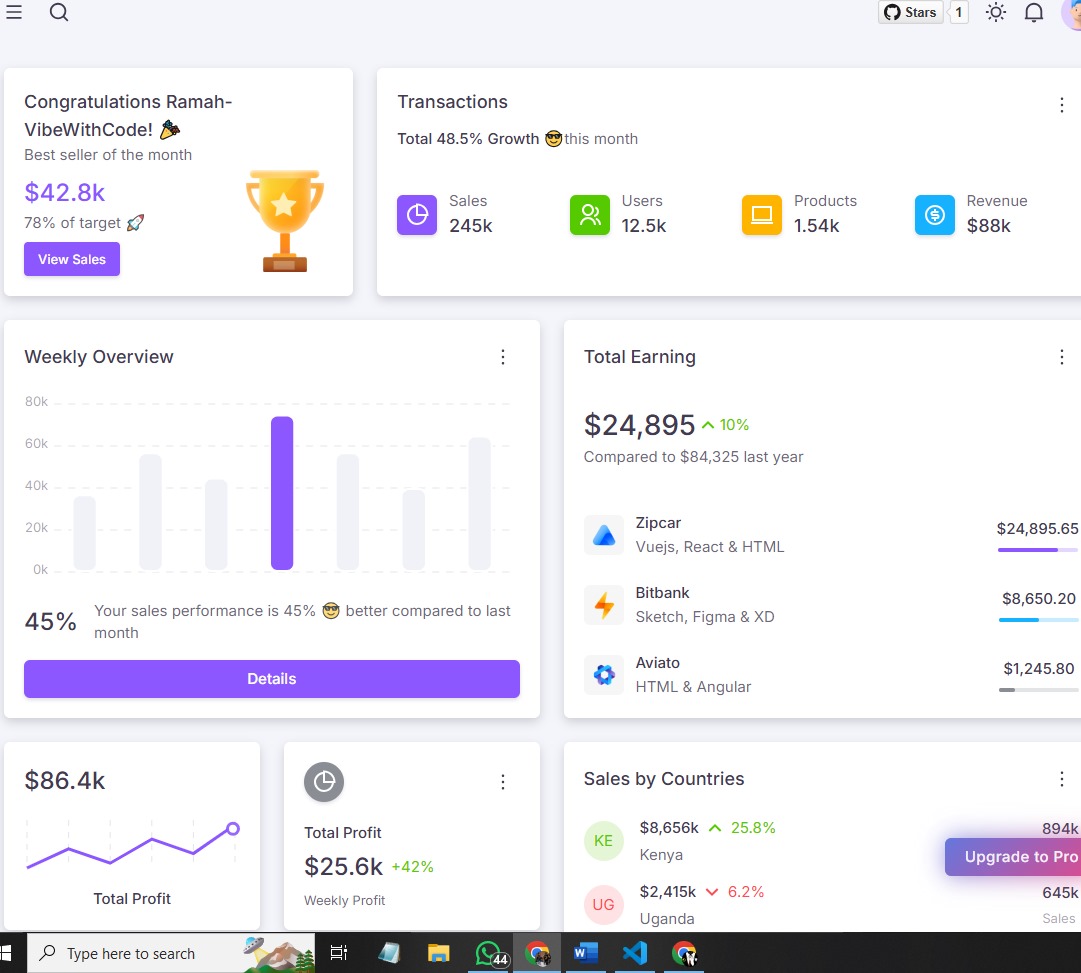 Stars 1
Congratulations Ramah-
VibeWithCode!
Best seller of the month
$42.8k
78% of target
View Sales
Transactions
Total 48.5% Growth this month
Sales
245k
Users
12.5k
Products
1.54k
Revenue
$88k
Weekly Overview
80k
60k
40k
20k
0k
45%
Your sales performance is 45% better compared to last
month
Details
Total Earning
$24,895 10%
Compared to $84,325 last year
Zipcar
Vuejs, React & HTML
$24,895.65
Bitbank
Sketch, Figma & XD
$8,650.20
Aviato
HTML & Angular
$1,245.80
$86.4k
Total Profit
Total Profit
$25.6k +42%
Weekly Profit
Sales by Countries
KE
$8,656k 25.8%
Kenya
894k
Upgrade to Pro
UG
$2,415k 6.2%
Uganda
645k
Sales
Type here to search
44
W